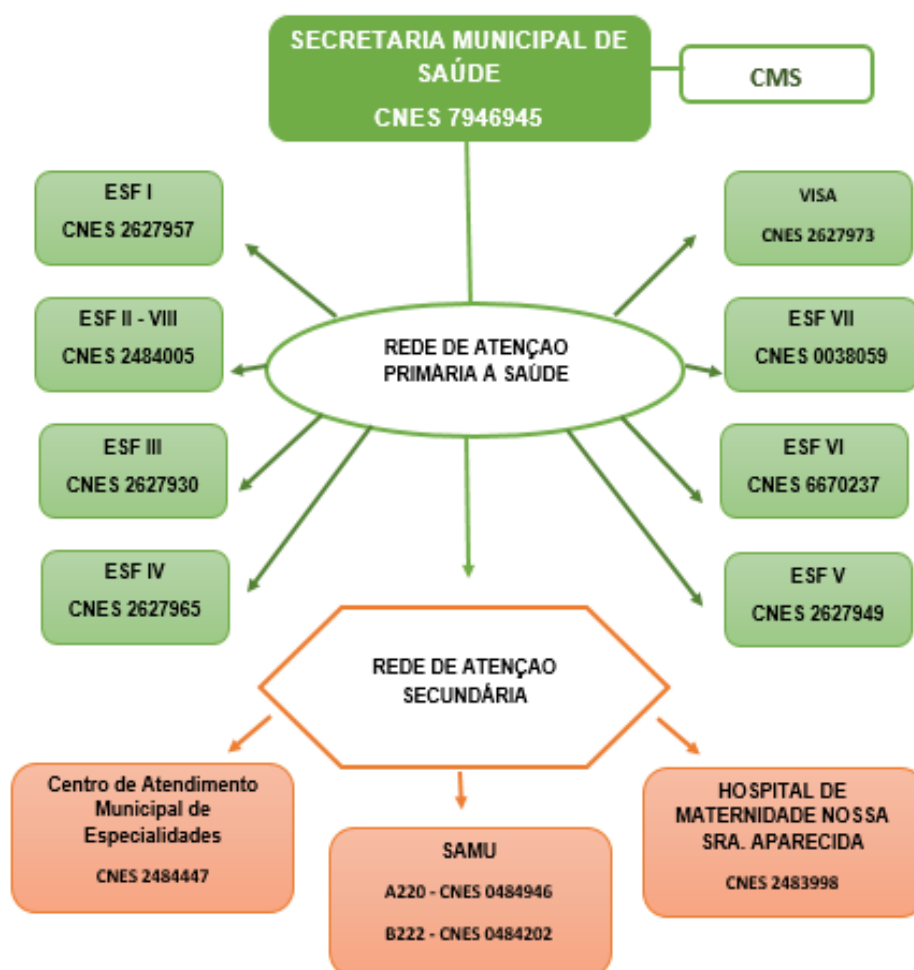 SECRETARIA MUNICIPAL DE
SAÚDE
CNES 7946945
CMS
ESF I
CNES 2627957
VISA
CNES 2627973
ESF II - VIII
CNES 2484005
REDE DE ATENÇAO
PRIMÀRIA Á SAÚDE
ESF VII
CNES 0038059
ESF III
CNES 2627930
ESF VI
CNES 6670237
ESF IV
CNES 2627965
ESF V
CNES 2627949
REDE DE ATENÇAO
SECUNDÁRIA
Centro de Atendimento
Municipal de
Especialidades
CNES 2484447
SAMU
A220 - CNES 0484946
B222 - CNES 0484202
HOSPITAL DE
MATERNIDADE NOSSA
SRA. APARECIDA
CNES 2483998